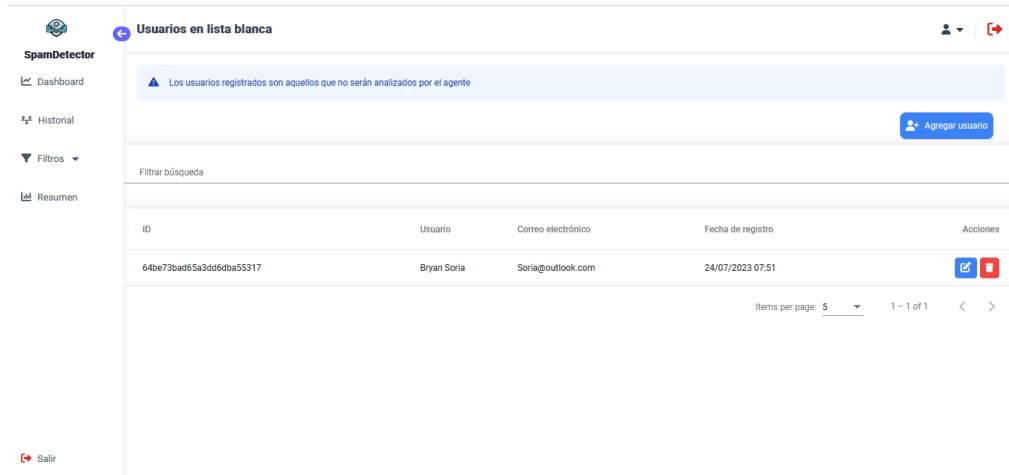 SpamDetector
Dashboard
Historial
Filtros
Resumen
Salir
Usuarios en lista blanca
Los usuarios registrados son aquellos que no serán analizados por el agente
Agregar usuario
Filtrar búsqueda
ID Usuario Correo electrónico Fecha de registro Acciones
64be73bad65a3dd6dba55317 Bryan Soria Soria@outlook.com 24/07/2023 07:51
Items per page: 5 1 – 1 of 1